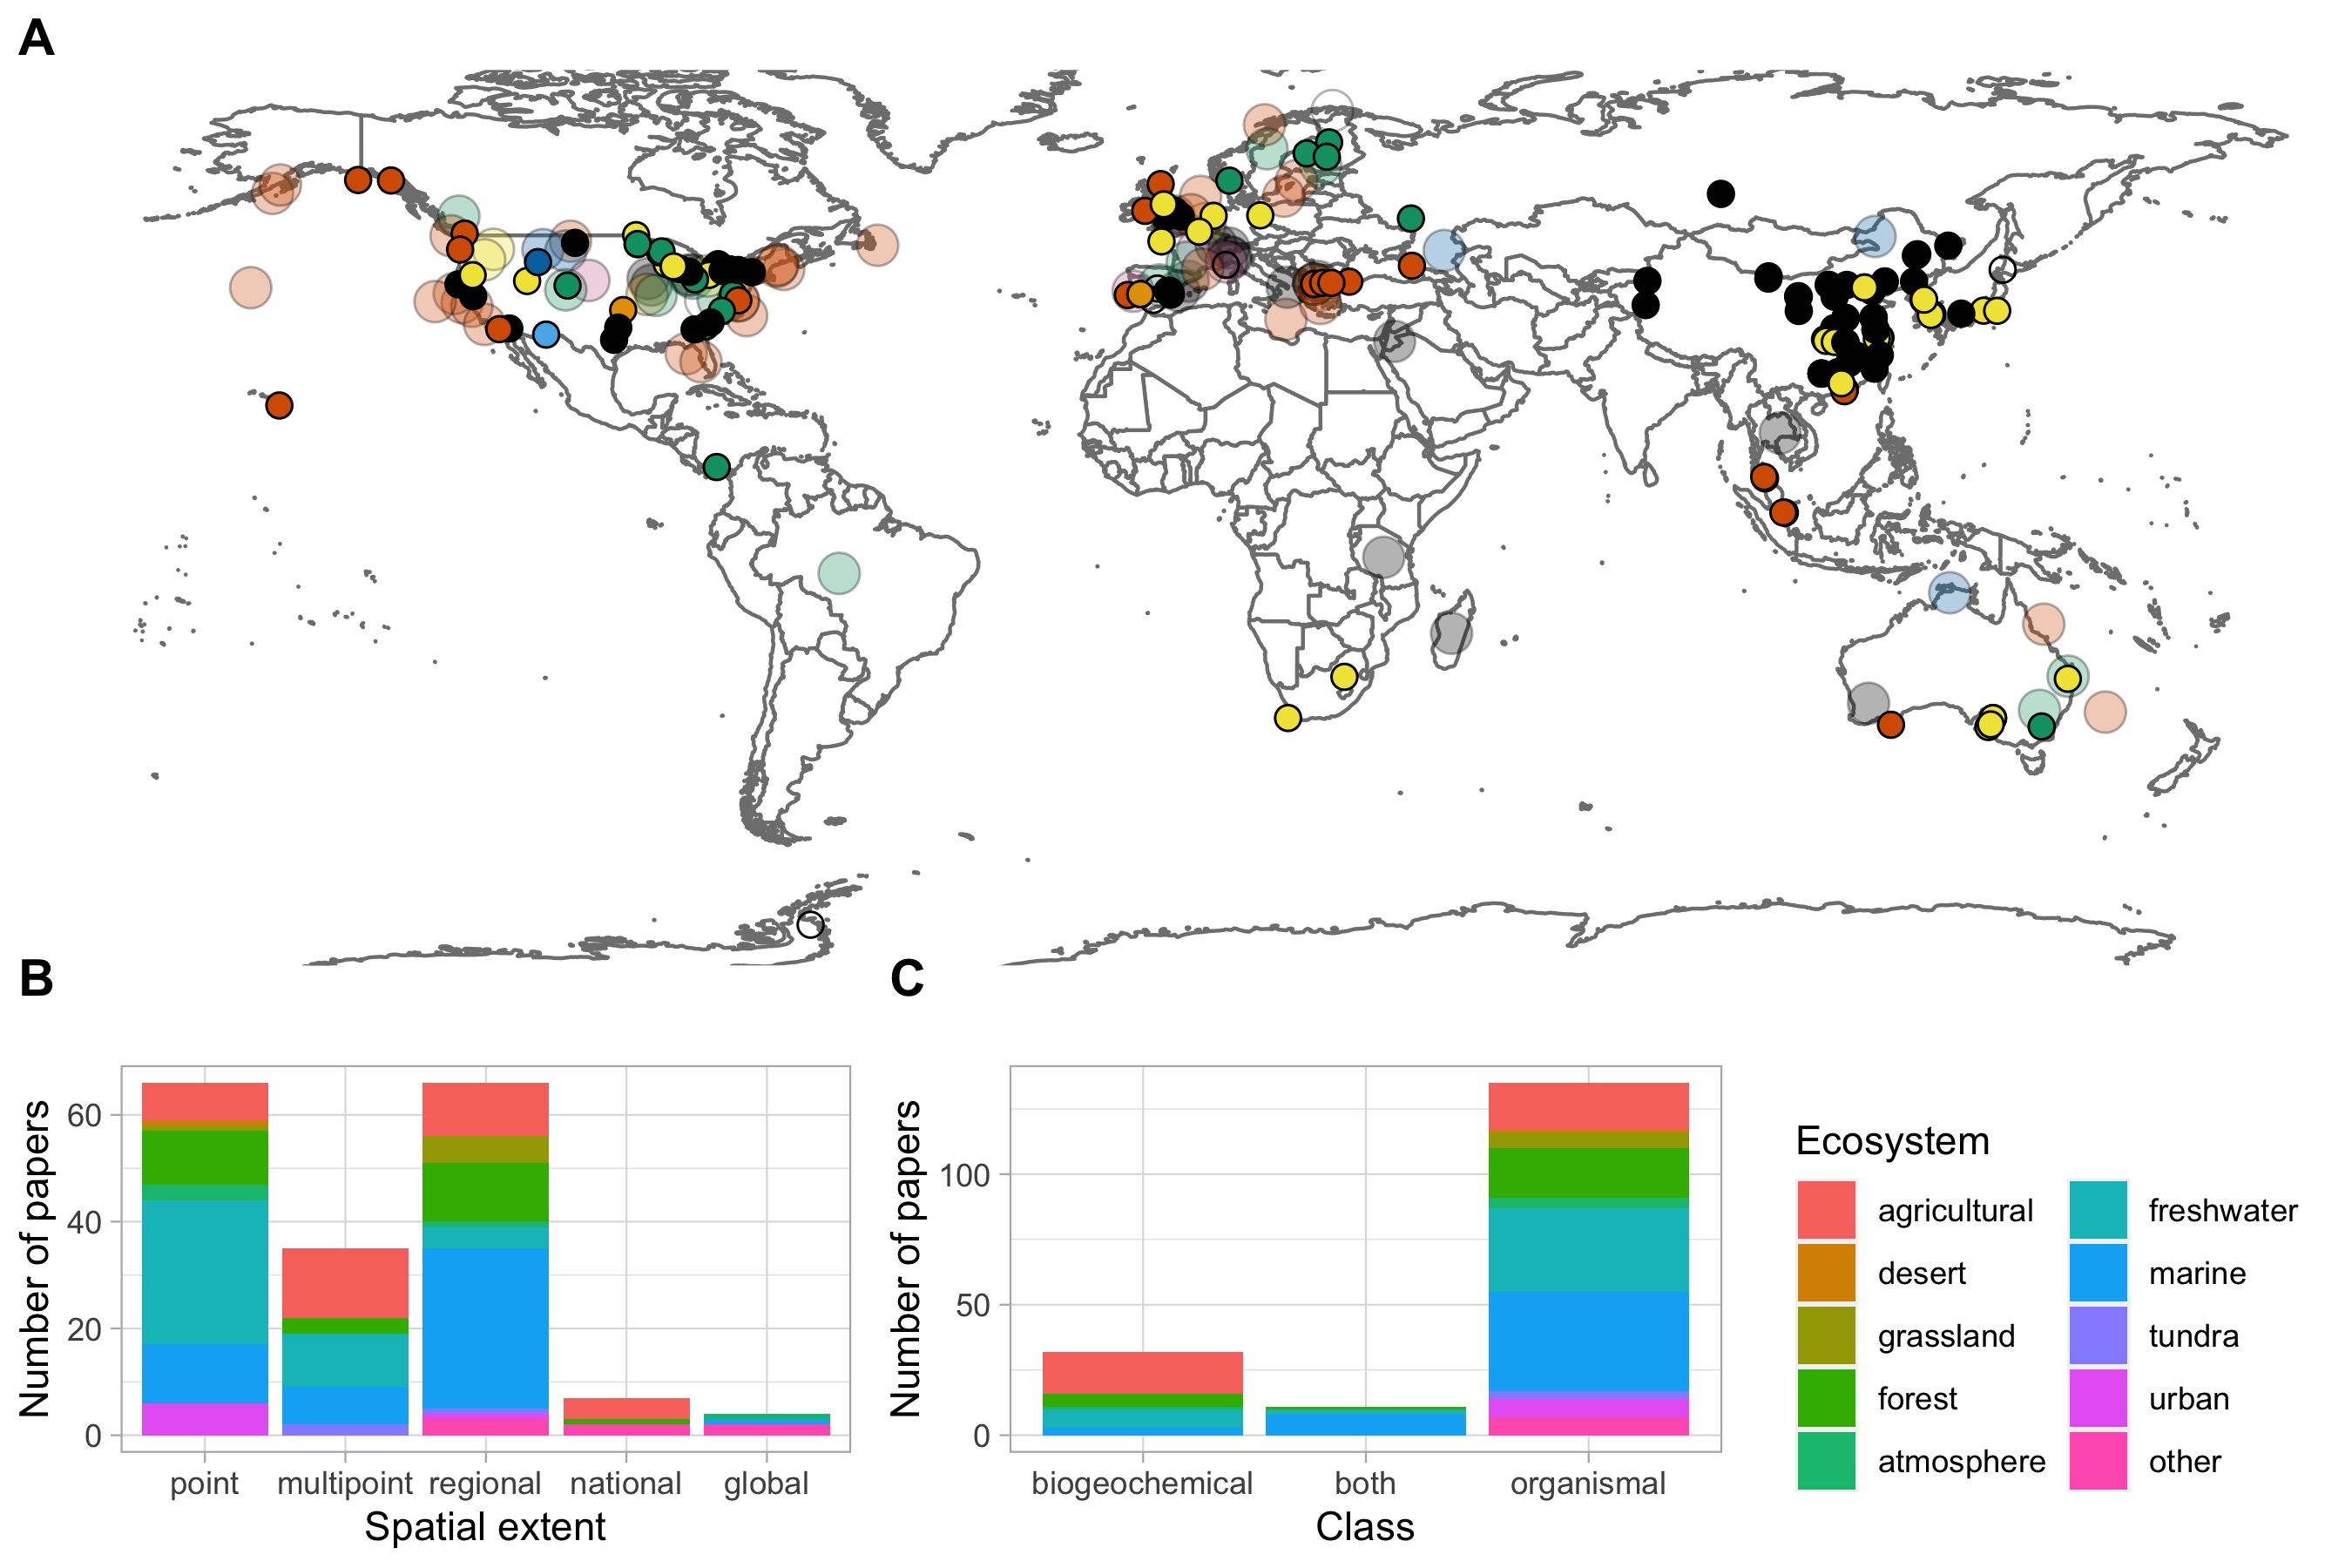 A
B
C
Number of papers
60
40
20
0
point multipoint regional national global
Spatial extent
Number of papers
100
50
0
biogeochemical both organismal
Class
Ecosystem
agricultural freshwater
desert marine
grassland tundra
forest urban
atmosphere other